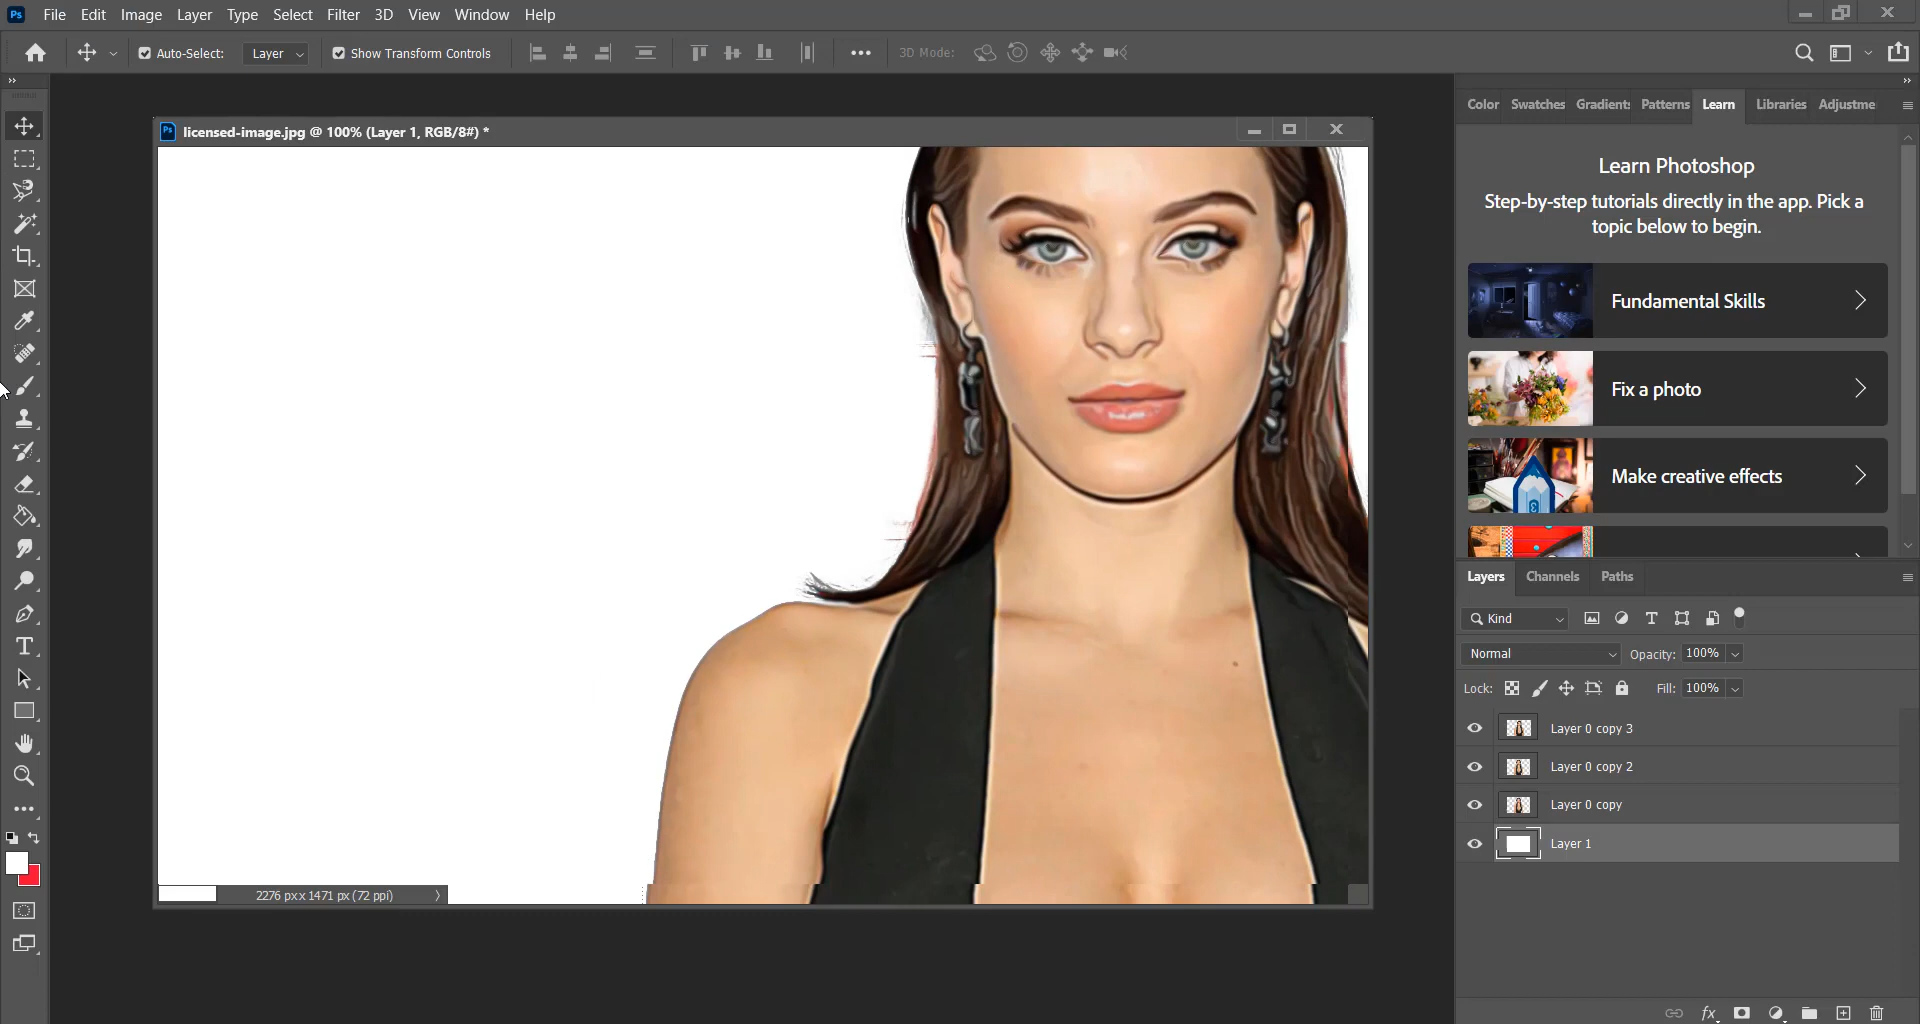 Ps File Edit Image Layer Type Select Filter 3D View Window Help
Auto-Select: Layer Show Transform Controls 3D Mode:
Ps licensed-image.jpg @ 100% (Layer 1, RGB/8#) *
2276 px x 1471 px (72 ppi)
Color Swatches Gradient Patterns Learn Libraries Adjustme
Learn Photoshop
Step-by-step tutorials directly in the app. Pick a
topic below to begin.
Fundamental Skills
Fix a photo
Make creative effects
Layers Channels Paths
Kind
Normal Opacity: 100%
Lock: Fill: 100%
Layer 0 copy 3
Layer 0 copy 2
Layer 0 copy
Layer 1
fx